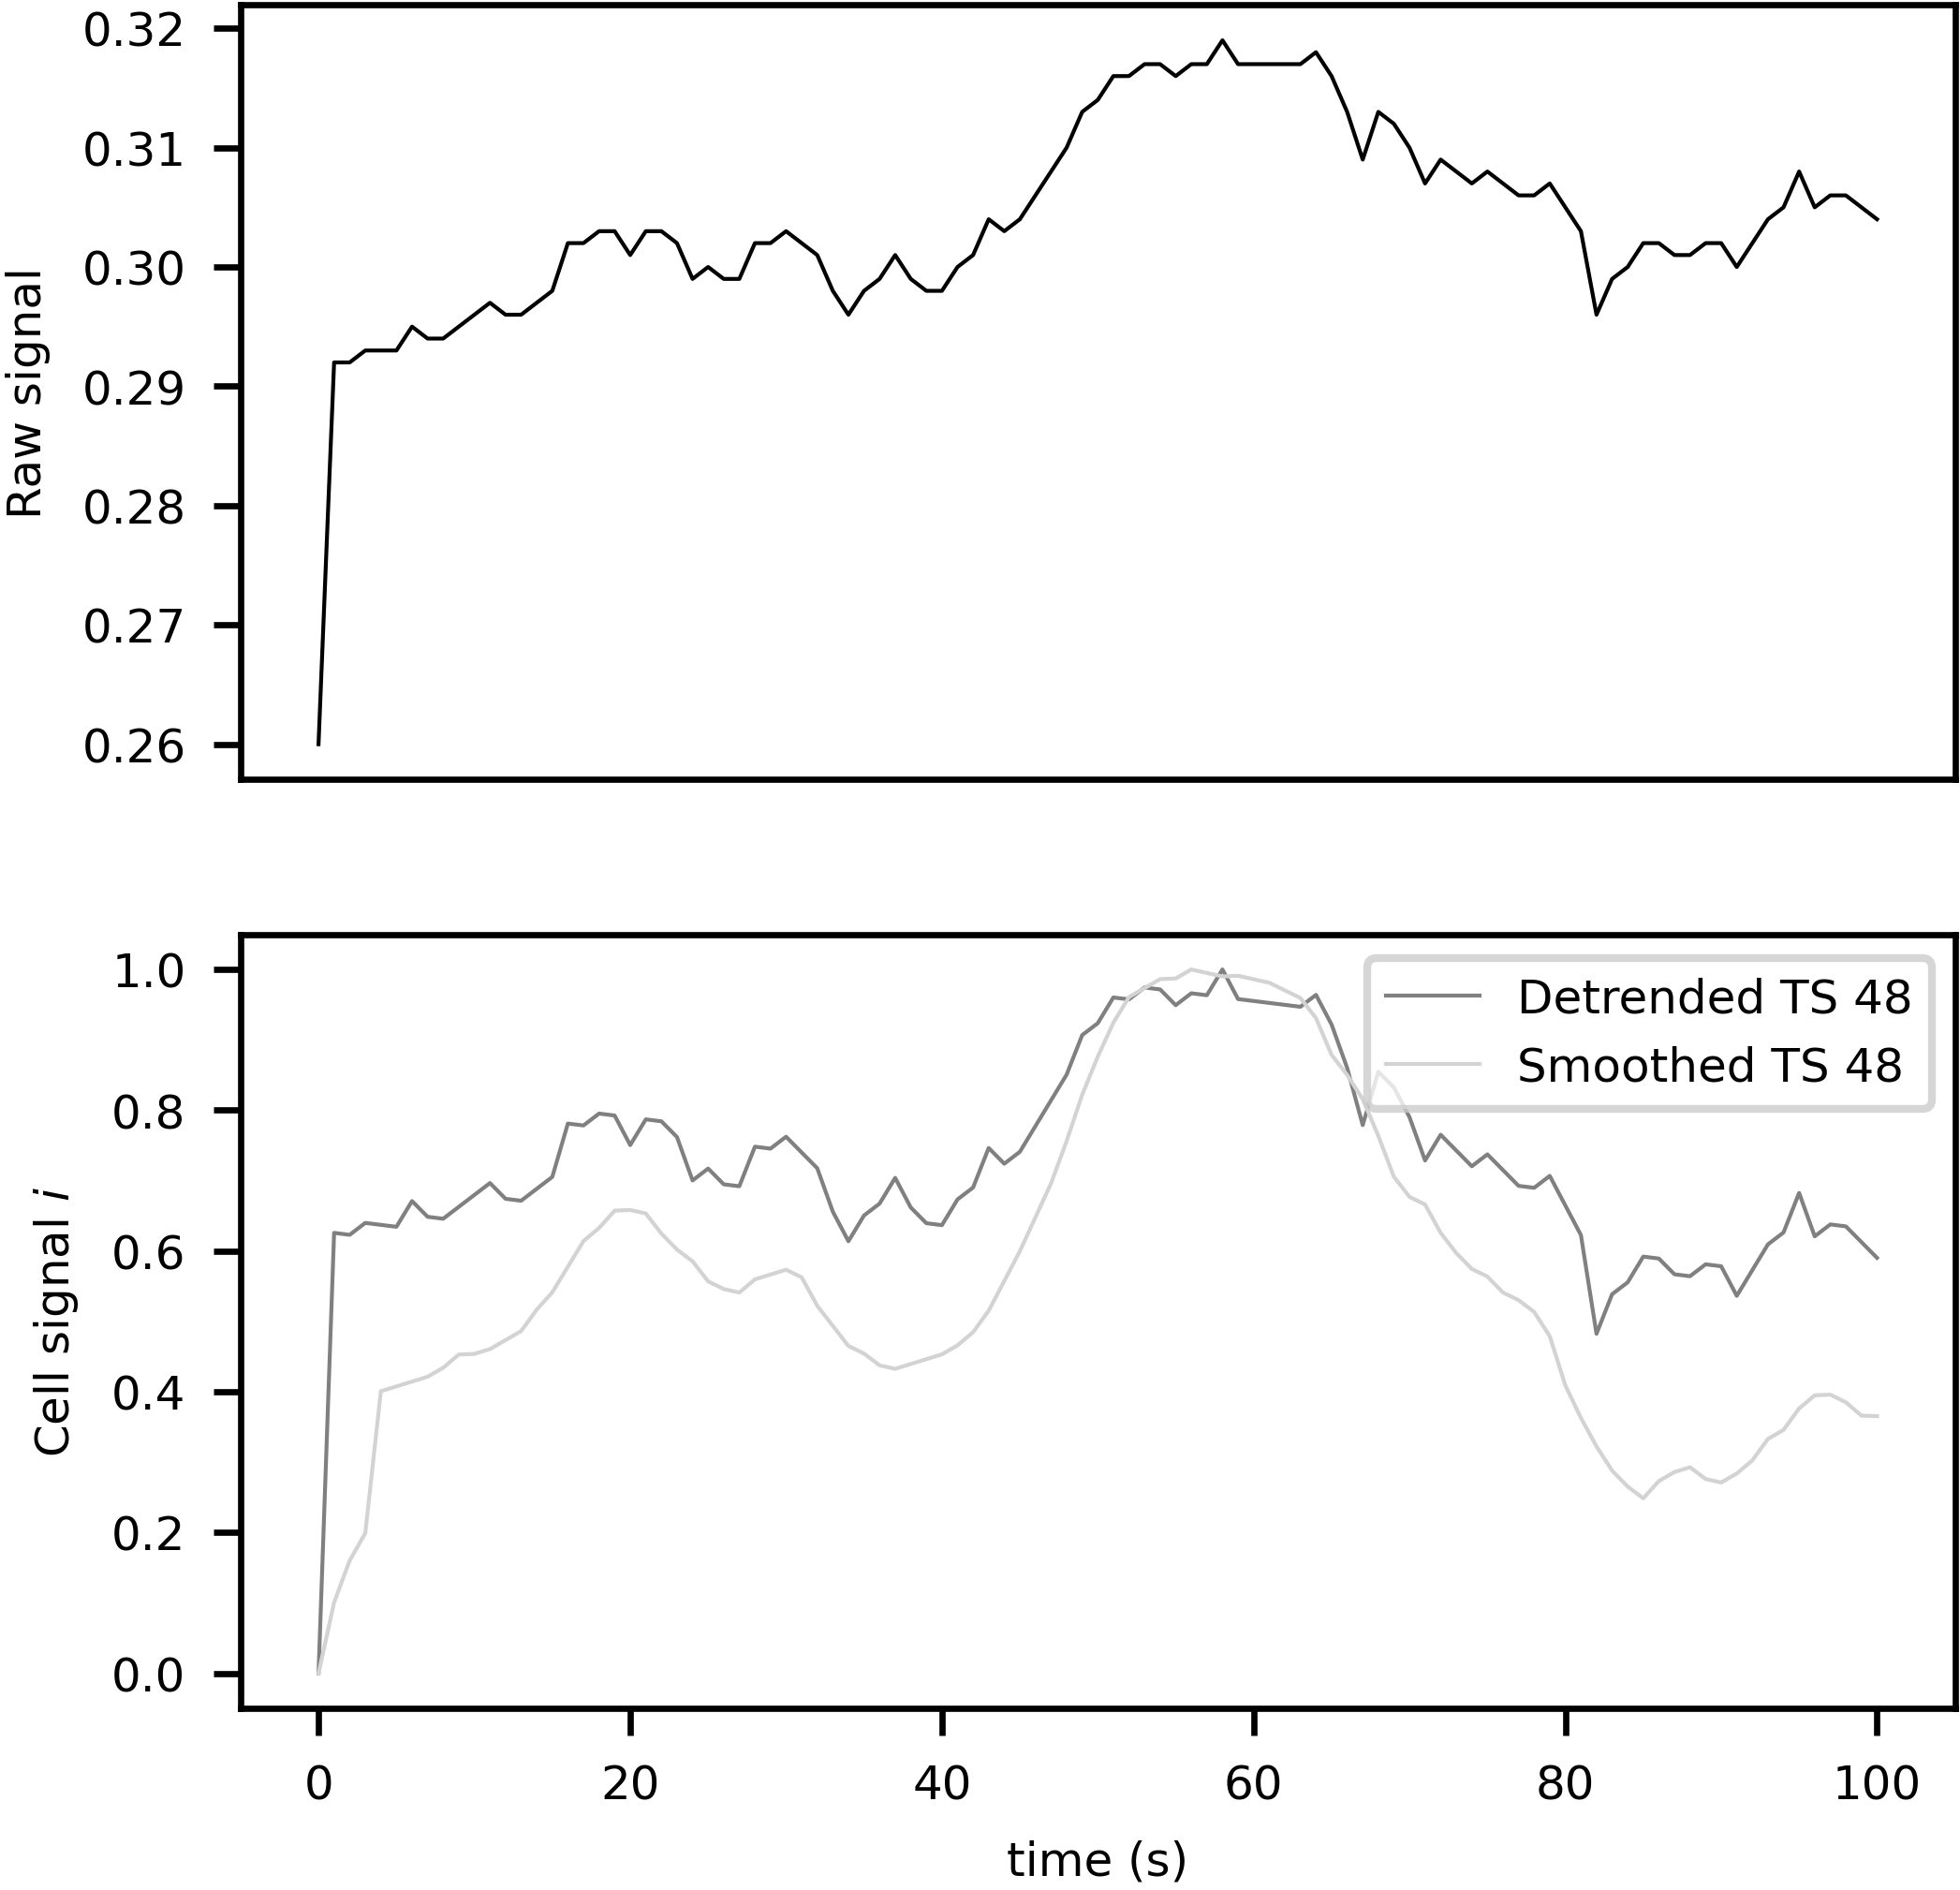 Raw signal
0.32
0.31
0.30
0.29
0.28
0.27
0.26
Cell signal i
1.0
0.8
0.6
0.4
0.2
0.0
Detrended TS 48
Smoothed TS 48
0 20 40 60 80 100
time (s)